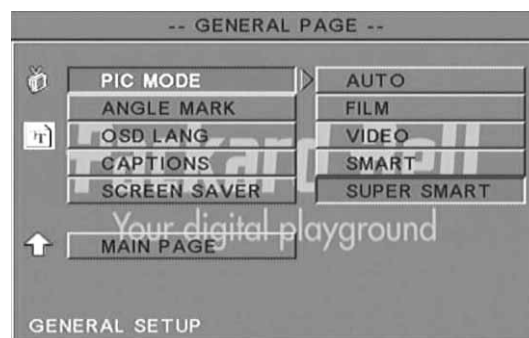 -- GENERAL PAGE --
PIC MODE
ANGLE MARK
OSD LANG
CAPTIONS
SCREEN SAVER
MAIN PAGE
AUTO
FILM
VIDEO
SMART
SUPER SMART
Packard Bell
Your digital playground
GENERAL SETUP